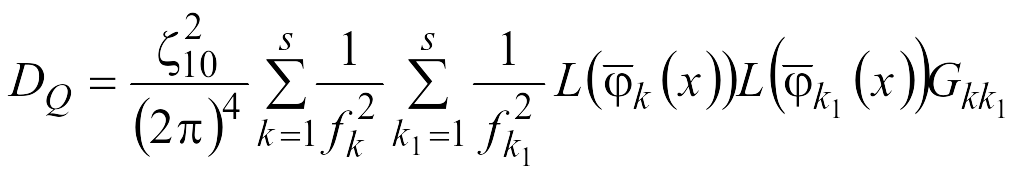 D_Q = \frac{\zeta_{10}^{2}}{(2\pi)^4} \sum_{k=1}^{s} \frac{1}{f_k^{2}} \sum_{k_1=1}^{s} \frac{1}{f_{k_1}^{2}} L(\overline{\varphi}_k(x)) L(\overline{\varphi}_{k_1}(x)) G_{kk_1}